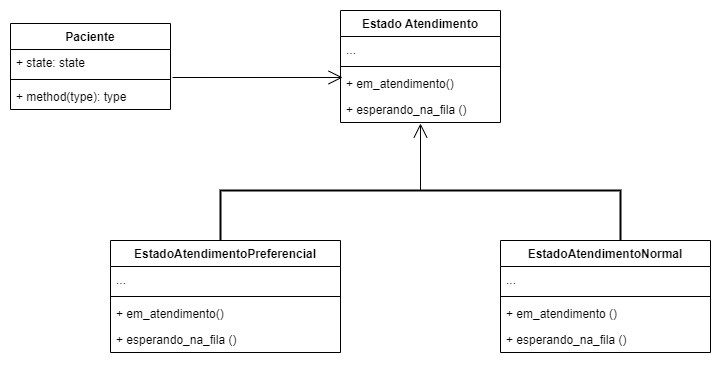 Paciente
+ state: state
+ method(type): type
Estado Atendimento
...
+ em_atendimento()
+ esperando_na_fila ()
EstadoAtendimentoPreferencial
...
+ em_atendimento()
+ esperando_na_fila ()
EstadoAtendimentoNormal
...
+ em_atendimento ()
+ esperando_na_fila ()